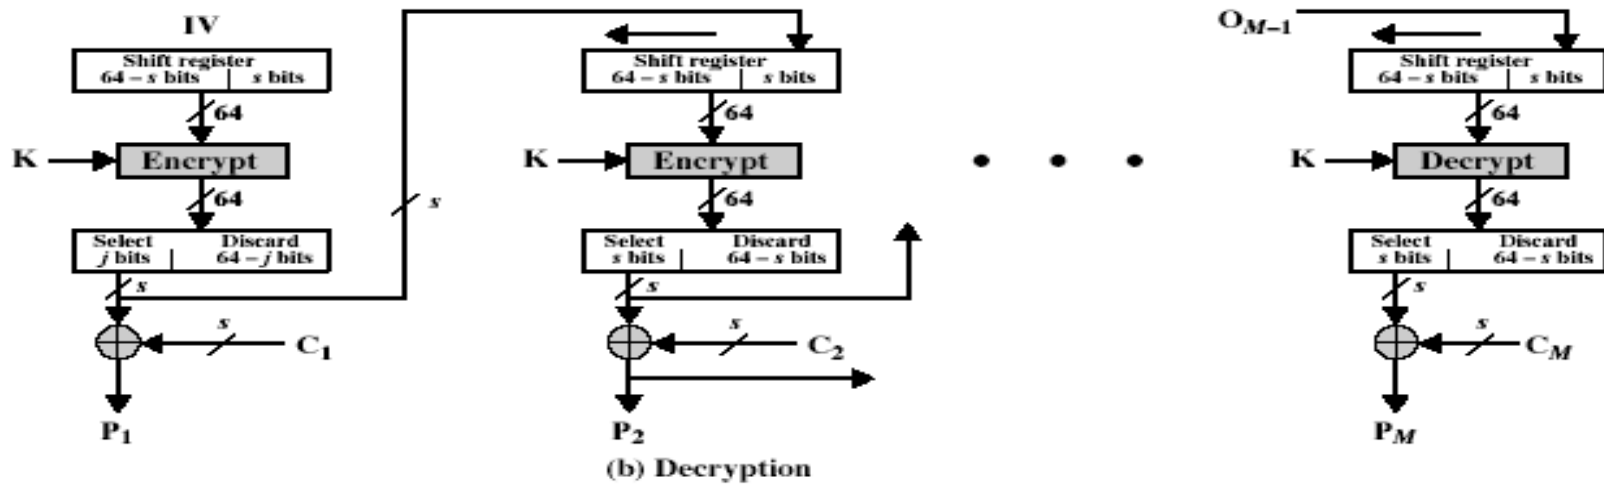 IV
Shift register
64 – s bits | s bits
64
K
Encrypt
64
Select Discard
j bits 64 – j bits
s
s
C1
P1
s
Shift register
64 – s bits | s bits
64
K
Encrypt
64
Select Discard
s bits 64 – s bits
s
s
C2
P2
OM–1
Shift register
64 – s bits | s bits
64
K
Decrypt
64
Select Discard
s bits 64 – s bits
s
s
CM
PM
(b) Decryption